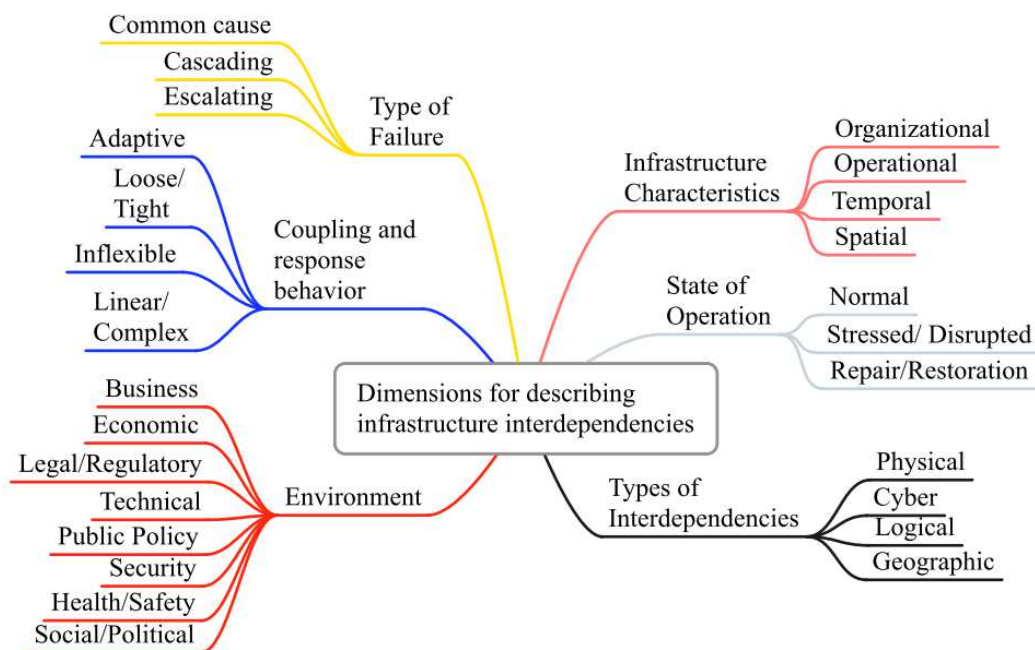 Common cause
Cascading
Escalating
Type of
Failure
Adaptive
Loose/
Tight
Inflexible
Linear/
Complex
Coupling and
response
behavior
Business
Economic
Legal/Regulatory
Technical
Public Policy
Security
Health/Safety
Social/Political
Environment
Dimensions for describing
infrastructure interdependencies
Infrastructure
Characteristics
Organizational
Operational
Temporal
Spatial
State of
Operation
Normal
Stressed/ Disrupted
Repair/Restoration
Types of
Interdependencies
Physical
Cyber
Logical
Geographic